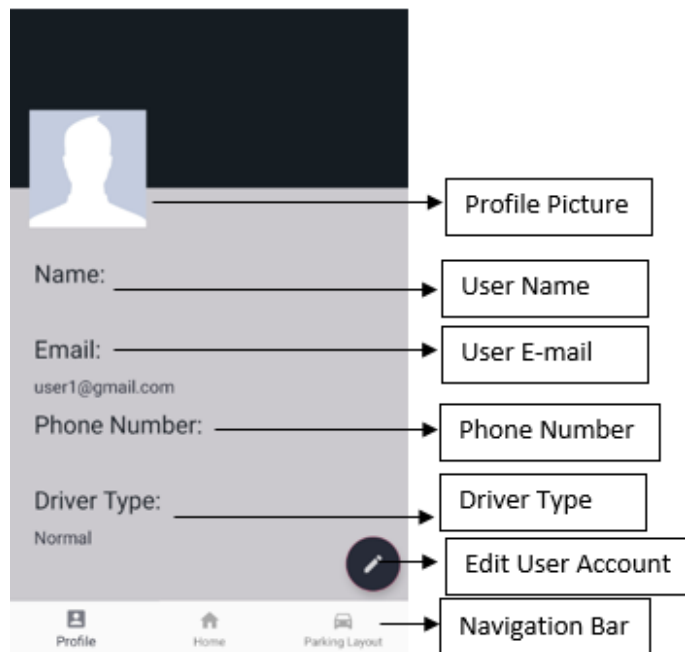 Profile Picture
Name:
User Name
Email:
User E-mail
user1@gmail.com
Phone Number:
Phone Number
Driver Type:
Driver Type
Normal
Edit User Account
Profile
Home
Parking Layout
Navigation Bar